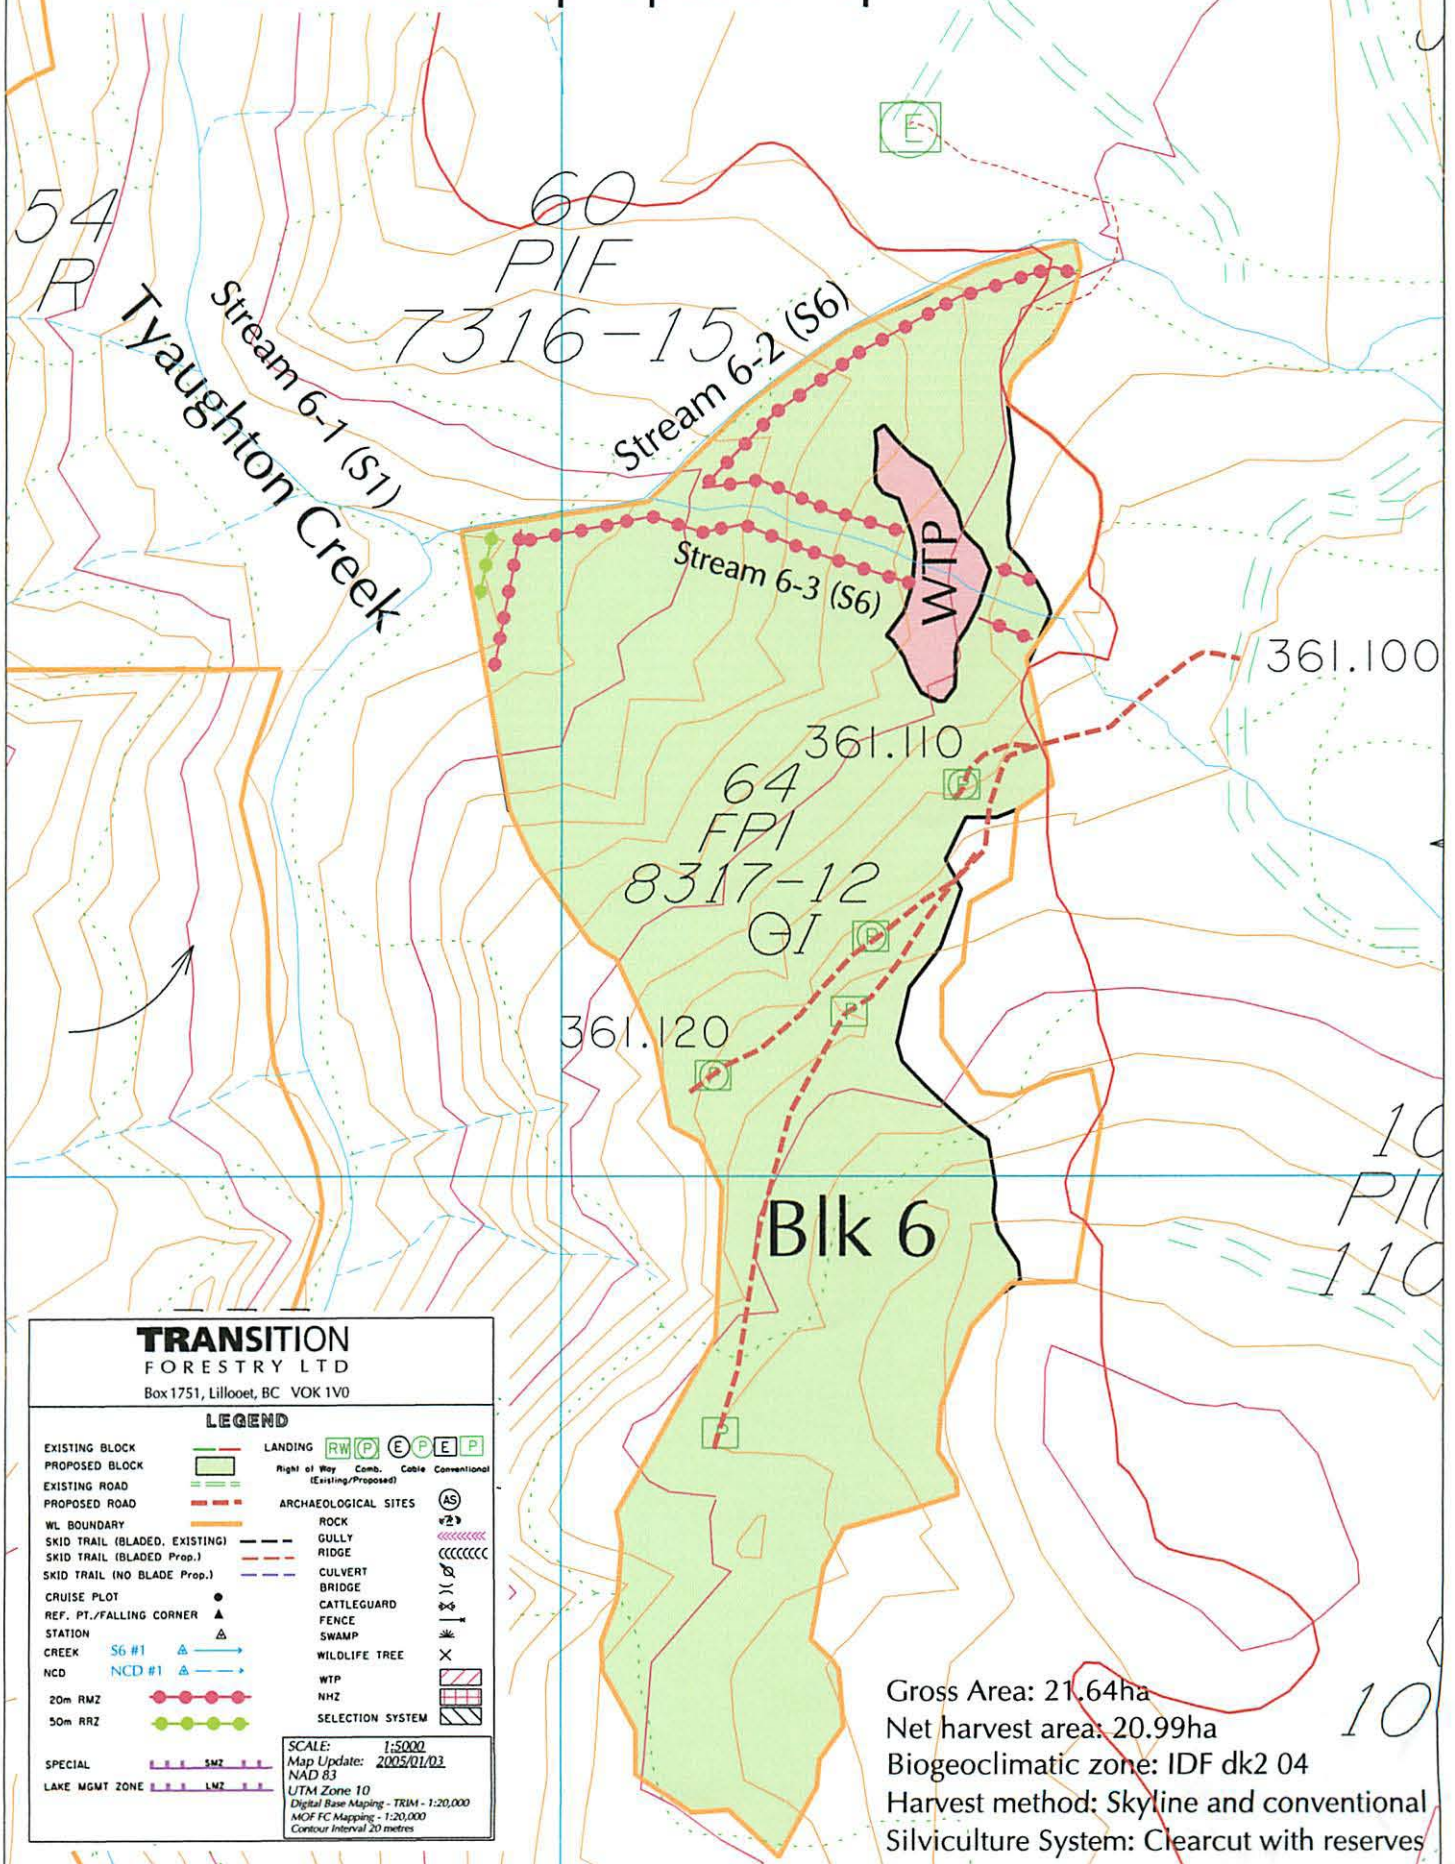 E
54
R
60
PIF
7316-15
Tyaughton Creek
Stream 6-1 (S1)
Stream 6-2 (S6)
Stream 6-3 (S6)
WTP
361.100
361.110
P
64
FPI
8317-12
P
P
361.120
P
10
Blk 6
110
P
TRANSITION
FORESTRY LTD
Box 1751, Lillooet, BC VOK 1V0
LEGEND
EXISTING BLOCK
PROPOSED BLOCK
EXISTING ROAD
PROPOSED ROAD
WL BOUNDARY
SKID TRAIL (BLADED, EXISTING)
SKID TRAIL (BLADED Prop.)
SKID TRAIL (NO BLADE Prop.)
CRUISE PLOT
REF. PT./FALLING CORNER
STATION
CREEK S6 #1
NCD NCD #1
20m RMZ
50m RRZ
SPECIAL SMZ
LAKE MGMT ZONE LMZ
LANDING RW P E P E P
Right of Way Comb. Cable Conventional
(Existing/Proposed)
ARCHAEOLOGICAL SITES AS
ROCK
GULLY
RIDGE
CULVERT
BRIDGE
CATTLEGUARD
FENCE
SWAMP
WILDLIFE TREE
WTP
NHZ
SELECTION SYSTEM
SCALE: 1:5000
Map Update: 2005/01/03
NAD 83
UTM Zone 10
Digital Base Maping - TRIM - 1:20,000
MOF FC Mapping - 1:20,000
Contour Interval 20 metres
Gross Area: 21.64ha
Net harvest area: 20.99ha
Biogeoclimatic zone: IDF dk2 04
Harvest method: Skyline and conventional
Silviculture System: Clearcut with reserves
10